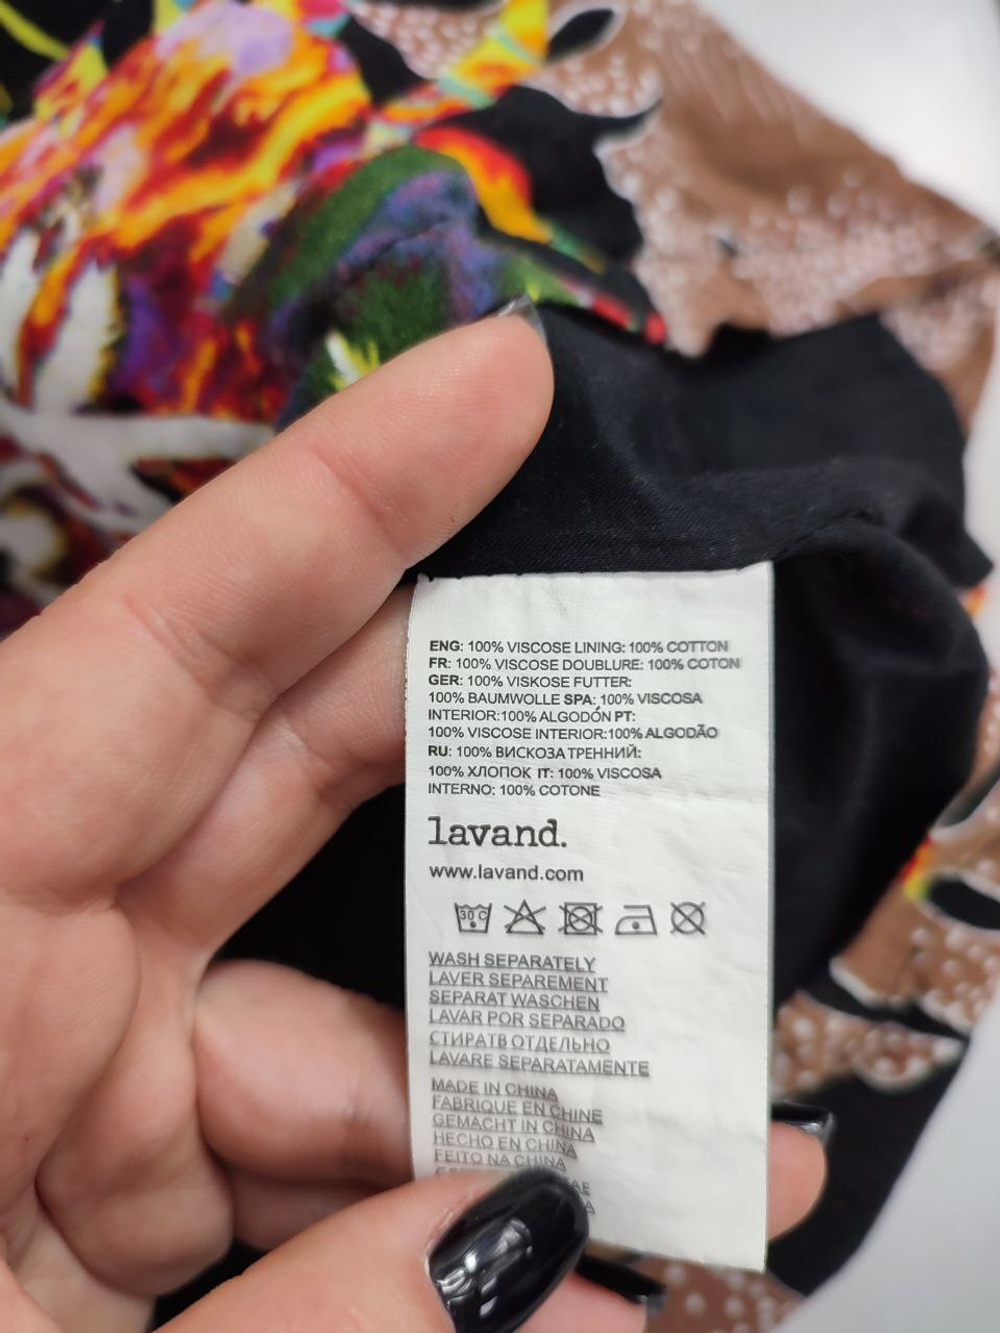 ENG: 100% VISCOSE LINING: 100% COTTON
FR: 100% VISCOSE DOUBLURE: 100% COTON
GER: 100% VISKOSE FUTTER:
100% BAUMWOLLE SPA: 100% VISCOSA
INTERIOR:100% ALGODÓN PT:
100% VISCOSE INTERIOR:100% ALGODÃO
RU: 100% ВИСКОЗА ТРЕННИЙ:
100% ХЛОПОК IT: 100% VISCOSA
INTERNO: 100% COTONE
lavand.
www.lavand.com
30 C
WASH SEPARATELY
LAVER SEPAREMENT
SEPARAT WASCHEN
LAVAR POR SEPARADO
СТИРАТВ ОТДЕЛЬНО
LAVARE SEPARATAMENTE
MADE IN CHINA
FABRIQUE EN CHINE
GEMACHT IN CHINA
HECHO EN CHINA
FEITO NA CHINA